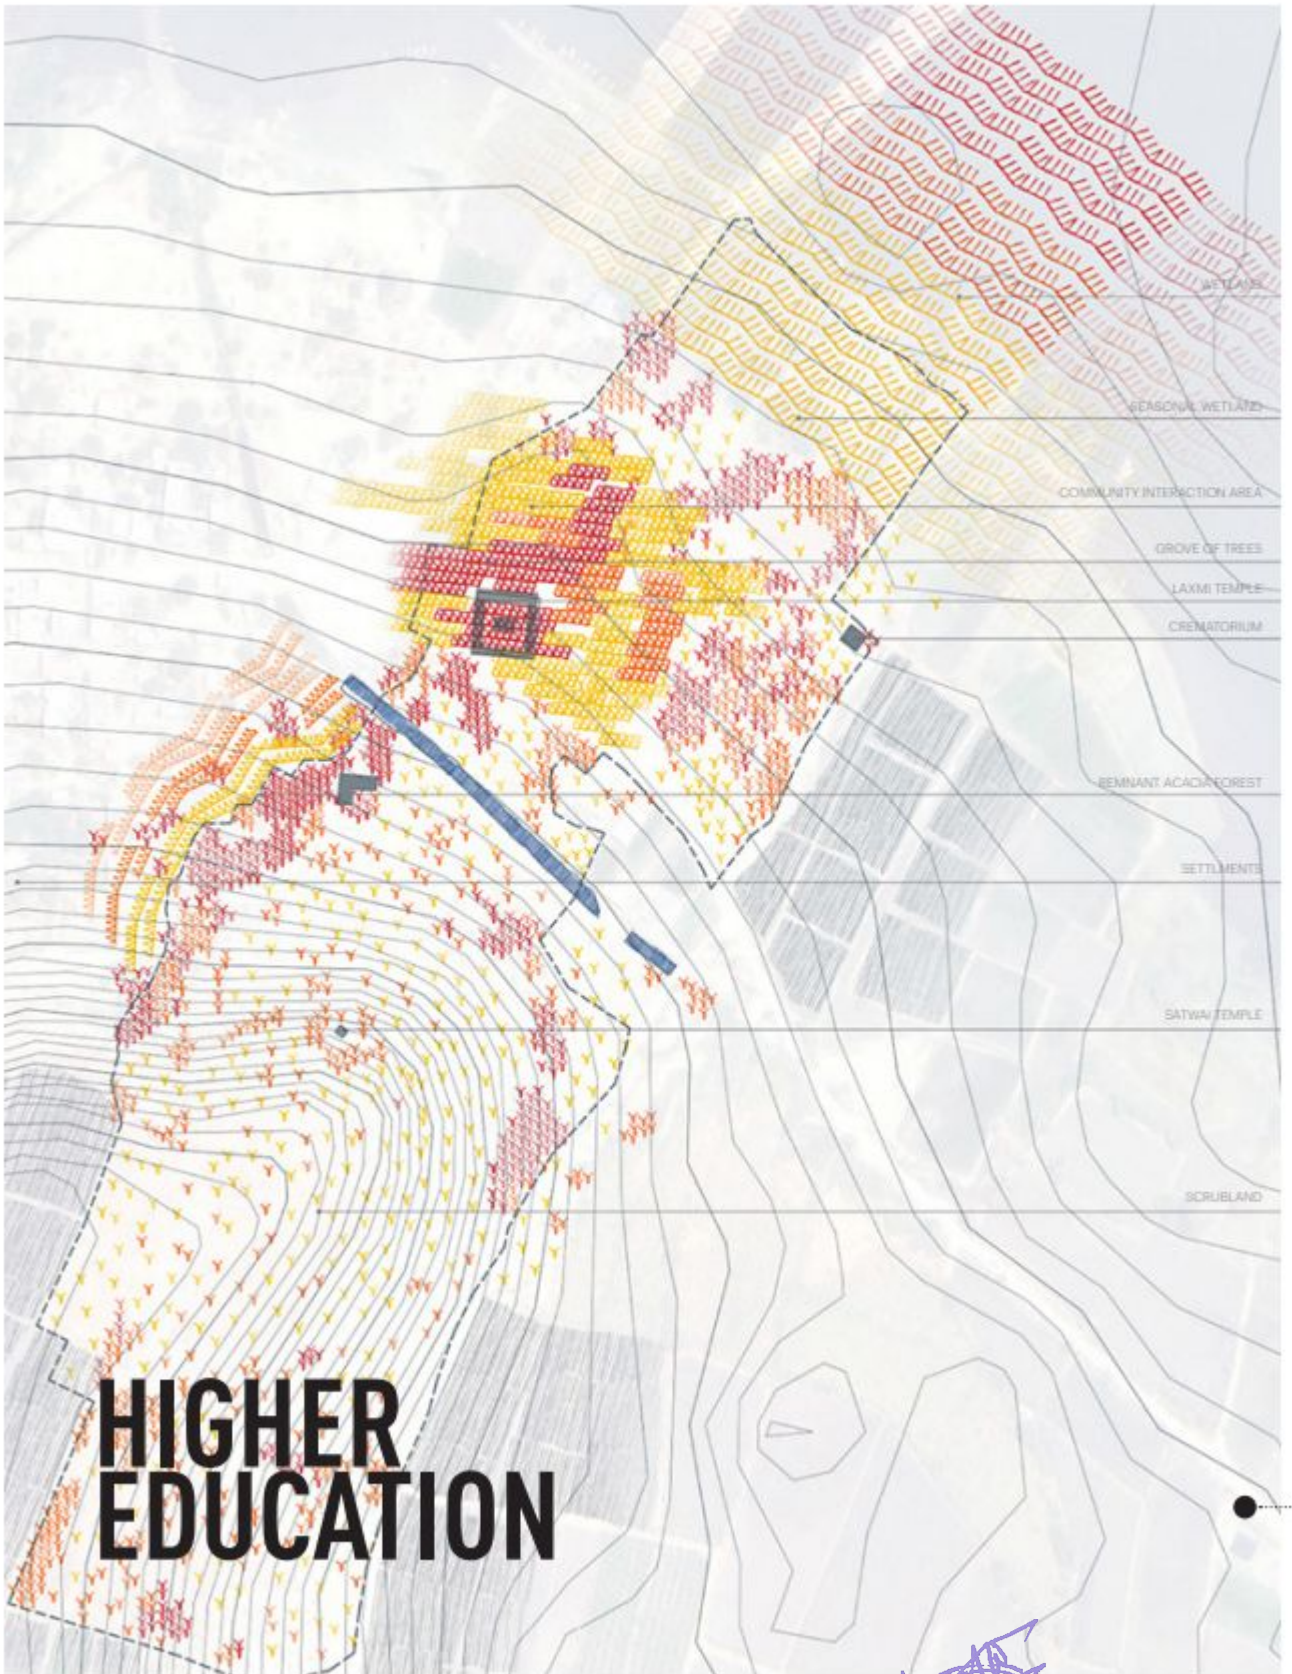 WETLAND
SEASONAL WETLAND
COMMUNITY INTERACTION AREA
GROVE OF TREES
LAXMI TEMPLE
CREMATORIUM
REMNANT ACACIA FOREST
SETTLMENTS
SATWAI TEMPLE
SCRUBLAND
HIGHER
EDUCATION